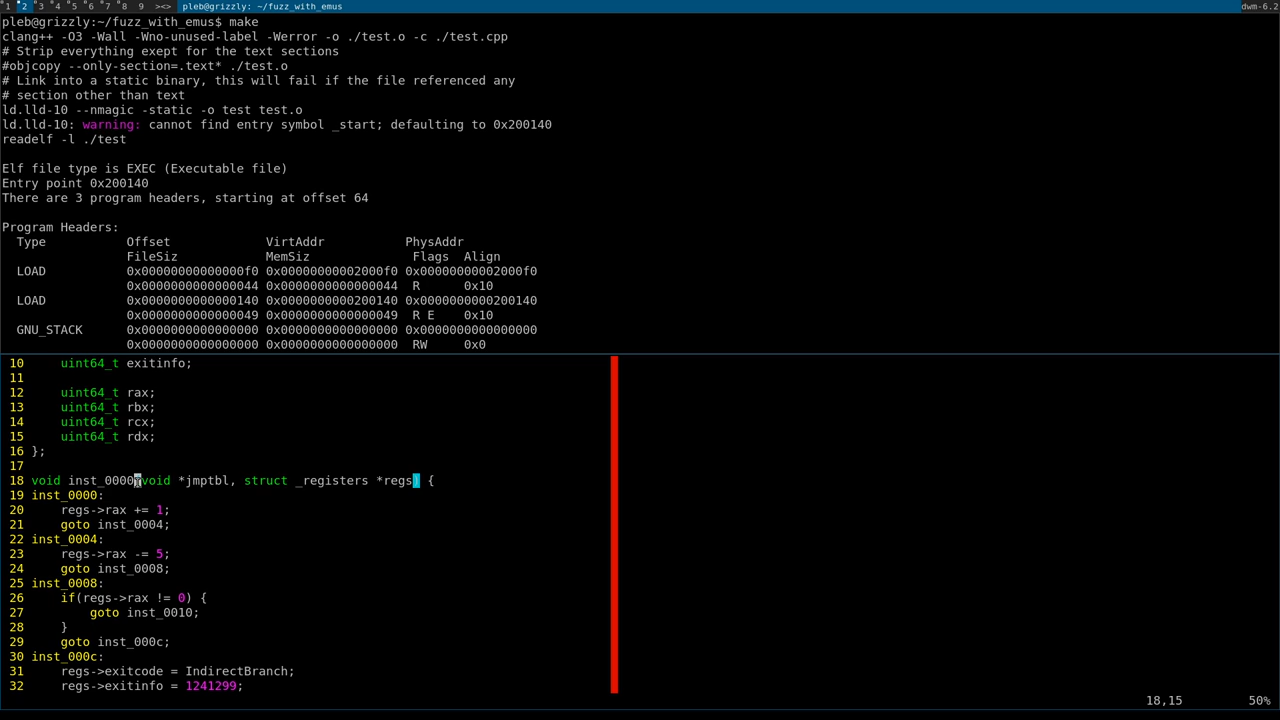 1 2 3 4 5 6 7 8 9 ><> pleb@grizzly: ~/fuzz_with_emus dwm-6.2
pleb@grizzly:~/fuzz_with_emus$ make
clang++ -O3 -Wall -Wno-unused-label -Werror -o ./test.o -c ./test.cpp
# Strip everything exept for the text sections
#objcopy --only-section=.text* ./test.o
# Link into a static binary, this will fail if the file referenced any
# section other than text
ld.lld-10 --nmagic -static -o test test.o
ld.lld-10: warning: cannot find entry symbol _start; defaulting to 0x200140
readelf -l ./test
Elf file type is EXEC (Executable file)
Entry point 0x200140
There are 3 program headers, starting at offset 64
Program Headers:
Type Offset VirtAddr PhysAddr
FileSiz MemSiz Flags Align
LOAD 0x00000000000000f0 0x00000000002000f0 0x00000000002000f0
0x0000000000000044 0x0000000000000044 R 0x10
LOAD 0x0000000000000140 0x0000000000200140 0x0000000000200140
0x0000000000000049 0x0000000000000049 R E 0x10
GNU_STACK 0x0000000000000000 0x0000000000000000 0x0000000000000000
0x0000000000000000 0x0000000000000000 RW 0x0
10 uint64_t exitinfo;
11
12 uint64_t rax;
13 uint64_t rbx;
14 uint64_t rcx;
15 uint64_t rdx;
16 };
17
18 void inst_0000(void *jmptbl, struct _registers *regs) {
19 inst_0000:
20 regs->rax += 1;
21 goto inst_0004;
22 inst_0004:
23 regs->rax -= 5;
24 goto inst_0008;
25 inst_0008:
26 if(regs->rax != 0) {
27 goto inst_0010;
28 }
29 goto inst_000c;
30 inst_000c:
31 regs->exitcode = IndirectBranch;
32 regs->exitinfo = 1241299;
18,15 50%